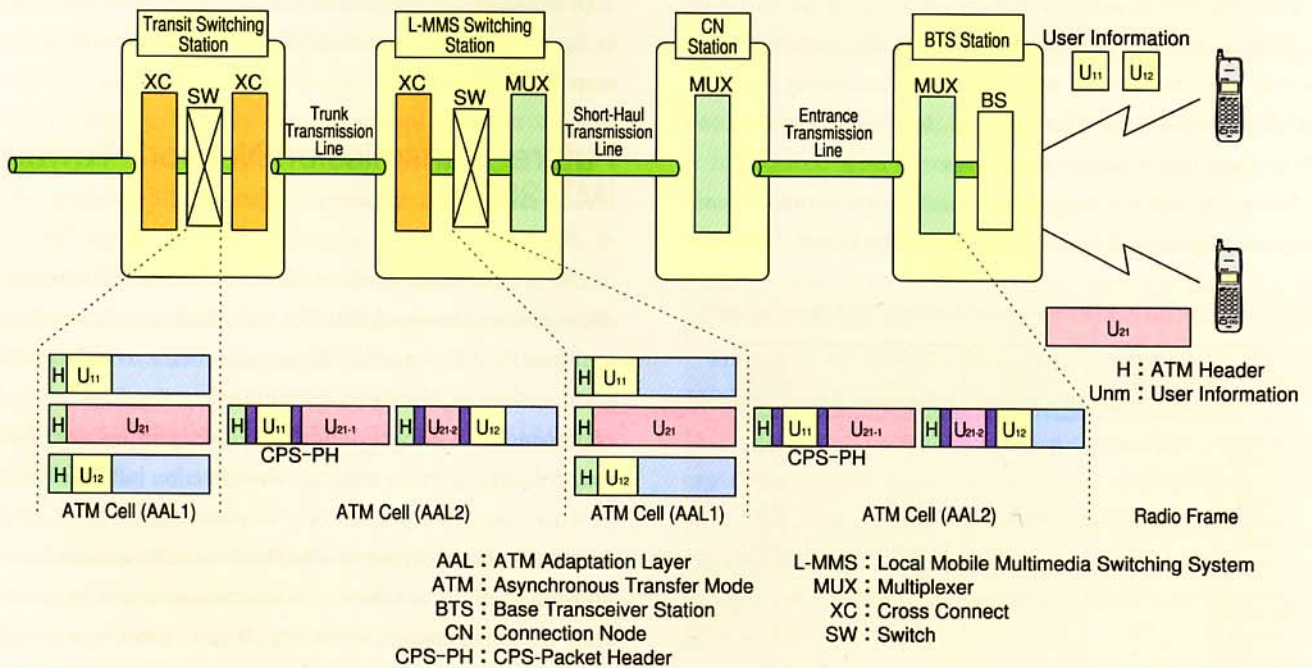 Transit Switching
Station
L-MMS Switching
Station
CN
Station
BTS Station
User Information
U11 U12
XC SW XC
XC SW MUX
MUX
MUX BS
Trunk
Transmission
Line
Short-Haul
Transmission
Line
Entrance
Transmission
Line
U21
H : ATM Header
Unm : User Information
H U11
H U21
H U12
ATM Cell (AAL1)
H U11 U21-1
H U21-2 U12
CPS-PH
ATM Cell (AAL2)
H U11
H U21
H U12
ATM Cell (AAL1)
H U11 U21-1
H U21-2 U12
CPS-PH
ATM Cell (AAL2)
Radio Frame
AAL : ATM Adaptation Layer
ATM : Asynchronous Transfer Mode
BTS : Base Transceiver Station
CN : Connection Node
CPS-PH : CPS-Packet Header
L-MMS : Local Mobile Multimedia Switching System
MUX : Multiplexer
XC : Cross Connect
SW : Switch